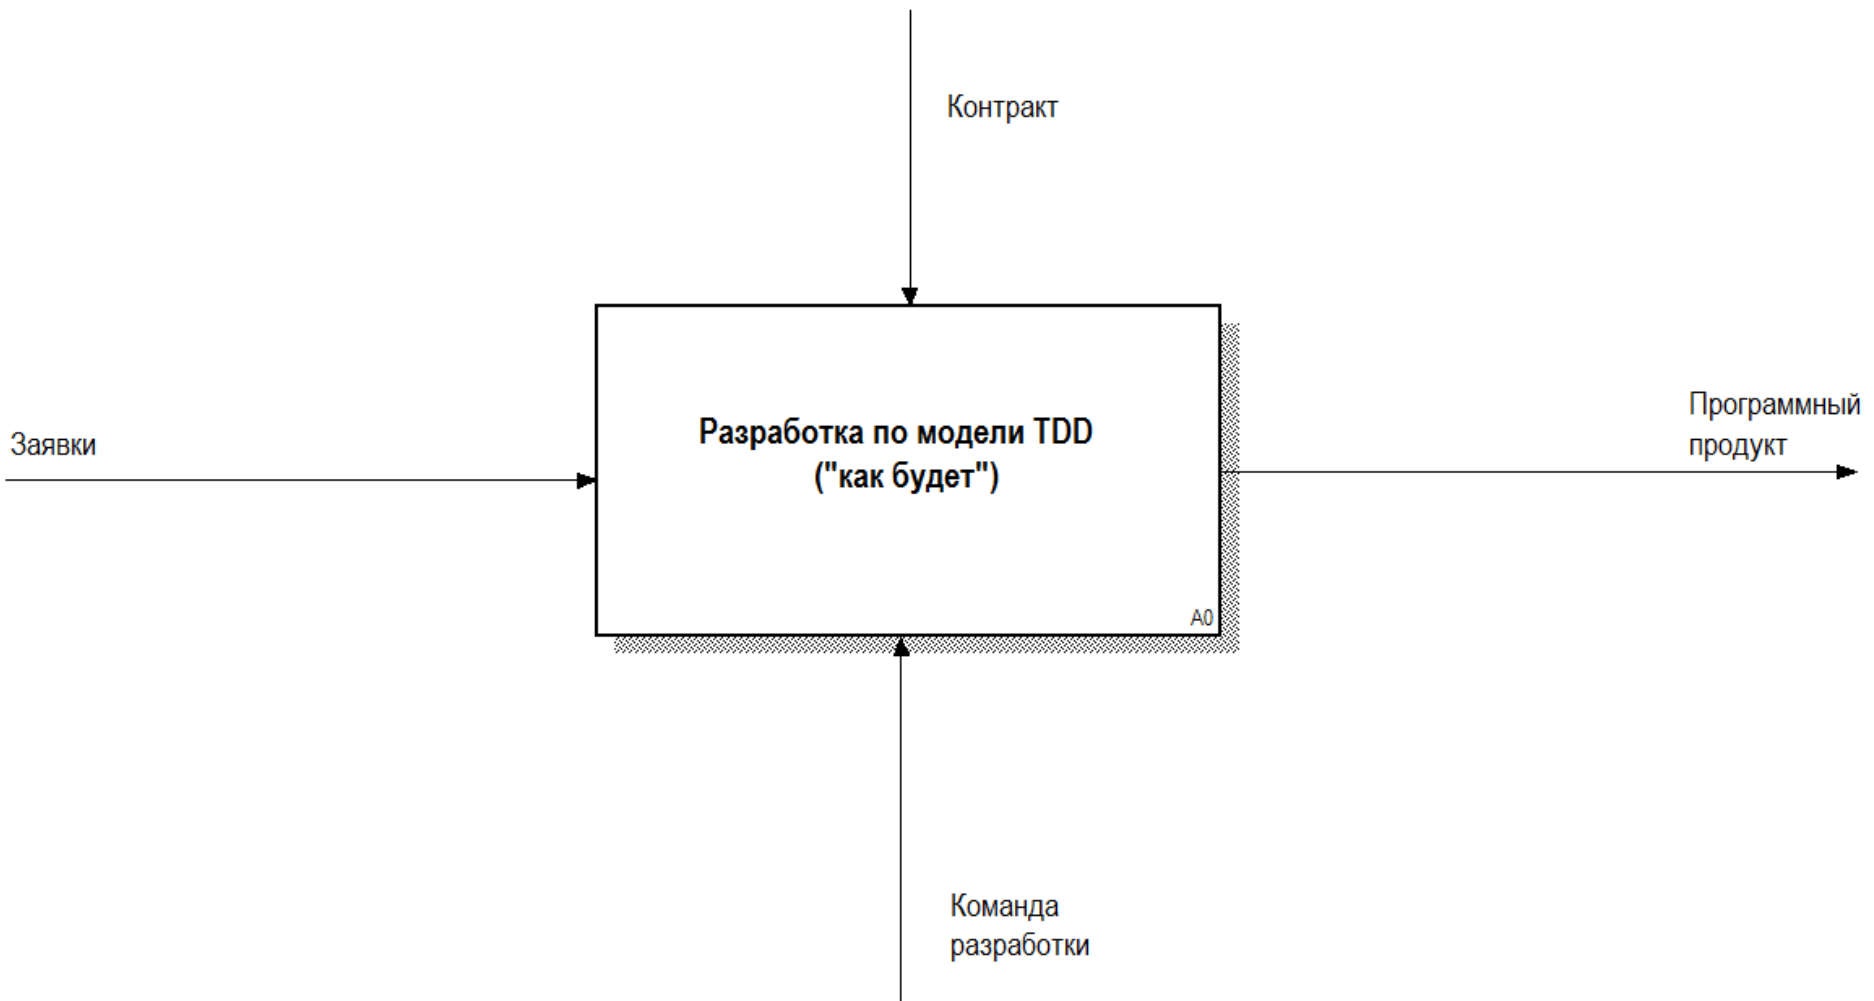 Контракт
Заявки
Разработка по модели TDD
("как будет")
Программный
продукт
A0
Команда
разработки